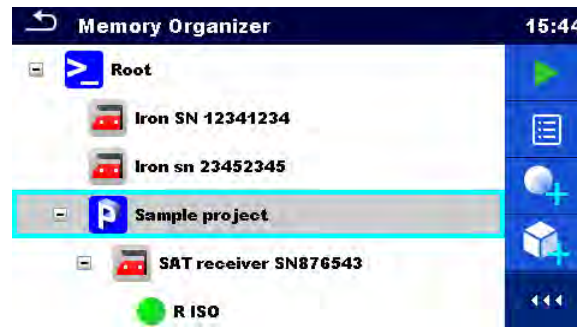 Memory Organizer 15:44
Root
Iron SN 12341234
Iron sn 23452345
Sample project
SAT receiver SN876543
R ISO